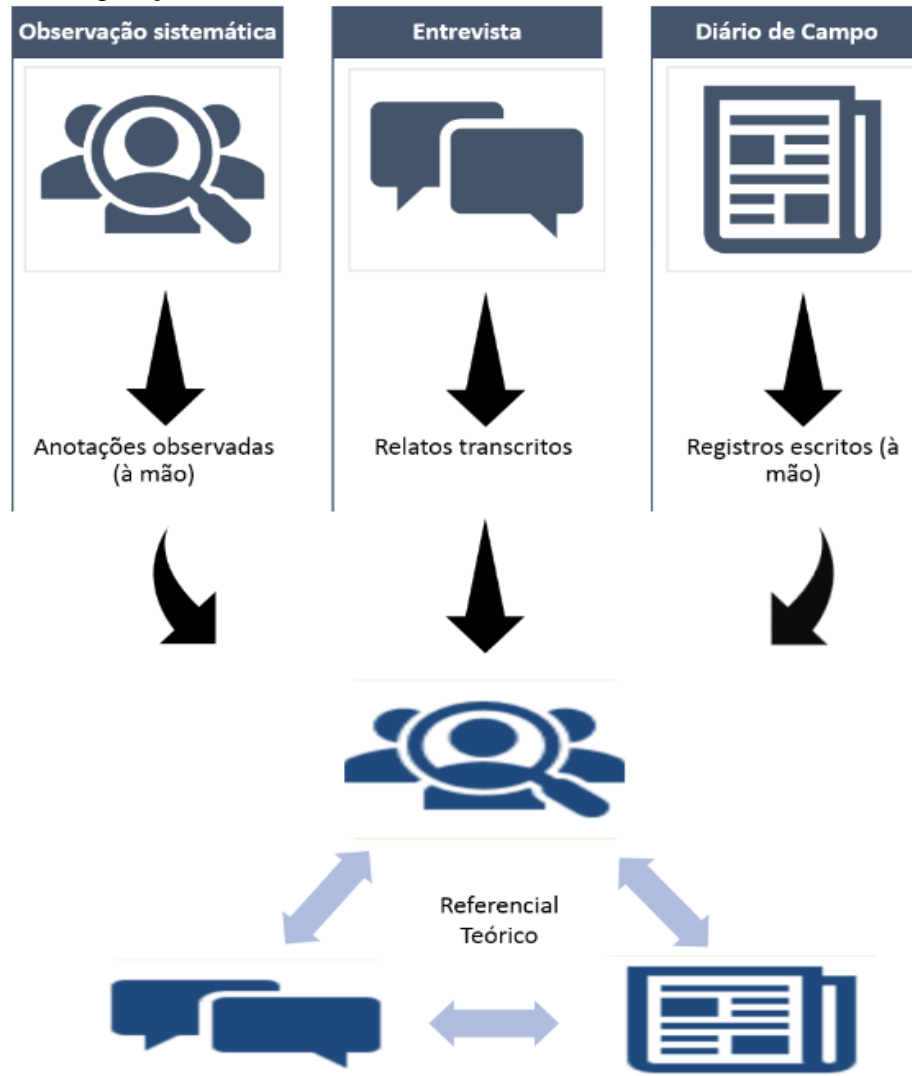 Observação sistemática
Entrevista
Diário de Campo
Anotações observadas
(à mão)
Relatos transcritos
Registros escritos (à
mão)
Referencial
Teórico